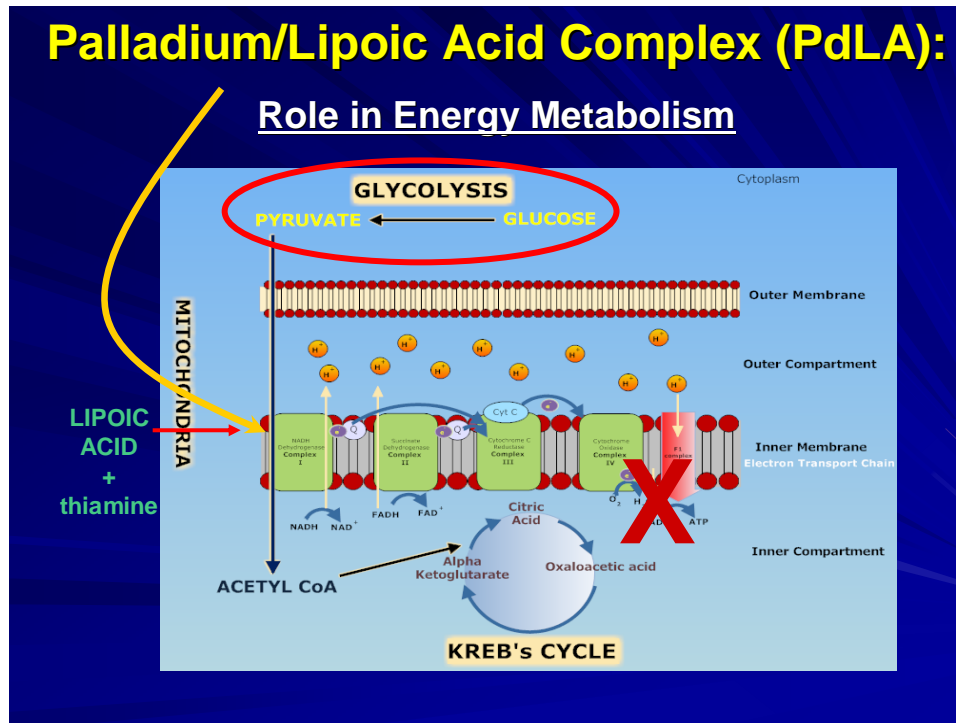 Palladium/Lipoic Acid Complex (PdLA):
Role in Energy Metabolism
Cytoplasm
GLYCOLYSIS
PYRUVATE
GLUCOSE
Outer Membrane
MITOCHONDRIA
H+
H+
H+
H+
H+
H+
H+
H+
H+
H+
Outer Compartment
LIPOIC
ACID
+
thiamine
Cyt C
Q
Q
NADH
Dehydrogenase
Complex
I
Succinate
Dehydrogenase
Complex
II
Cytochrome C
Reductase
Complex
III
Cytochrome
Oxidase
Complex
IV
F1
complex
Inner Membrane
Electron Transport Chain
X
NADH
NAD+
FADH
FAD+
O2
H
ATP
Citric
Acid
Inner Compartment
Alpha
Ketoglutarate
Oxaloacetic acid
ACETYL CoA
KREB's CYCLE